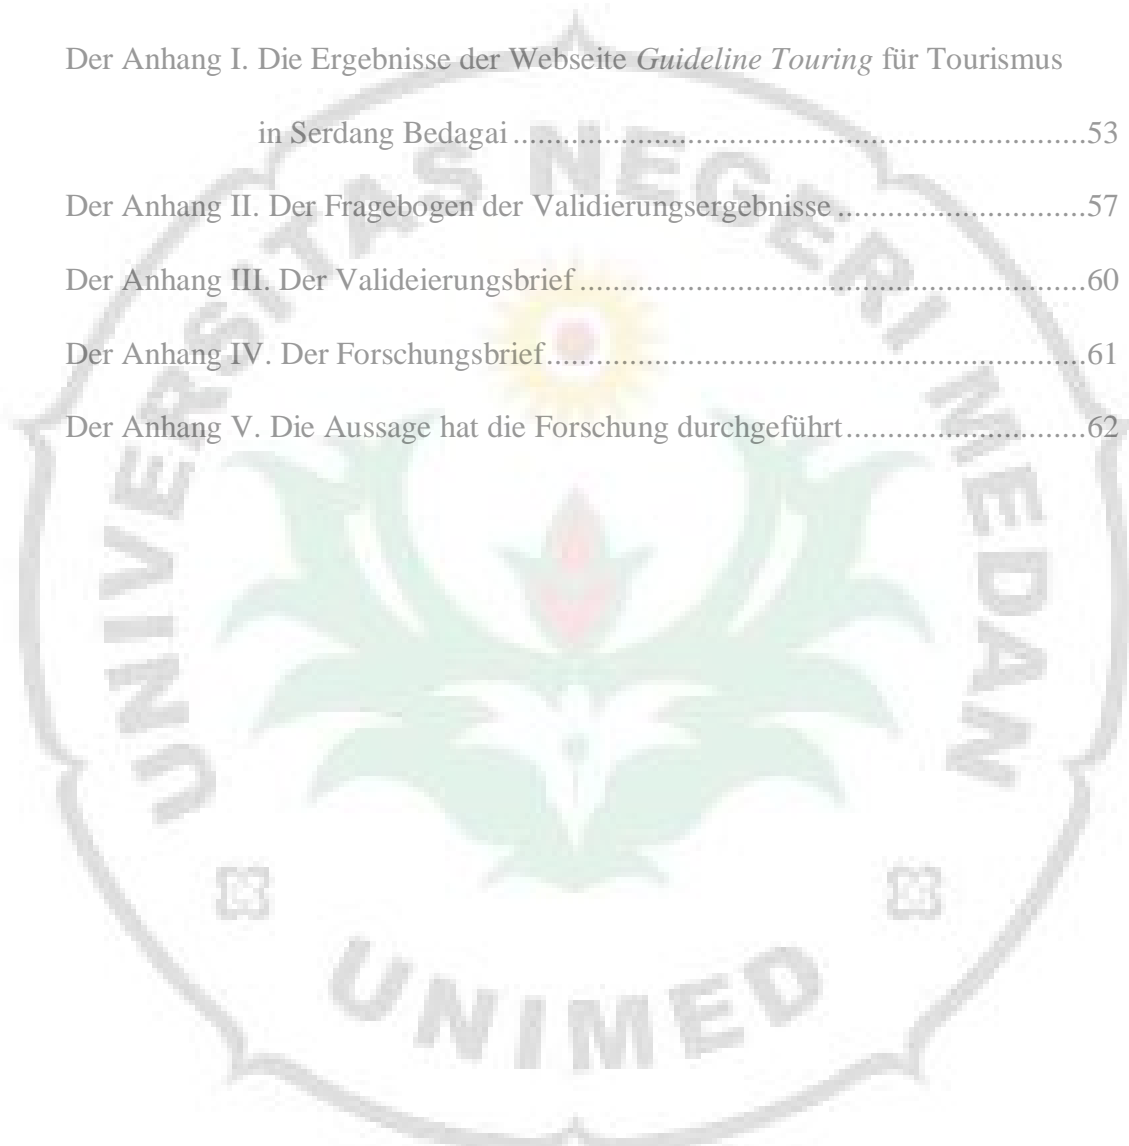 Der Anhang I. Die Ergebnisse der Webseite Guideline Touring für Tourismus
in Serdang Bedagai.....................................................................53
Der Anhang II. Der Fragebogen der Validierungsergebnisse..............................57
Der Anhang III. Der Valideierungsbrief.............................................................60
Der Anhang IV. Der Forschungsbrief.................................................................61
Der Anhang V. Die Aussage hat die Forschung durchgeführt.............................62
UNIVERSITAS NEGERI MEDAN
UNIMED